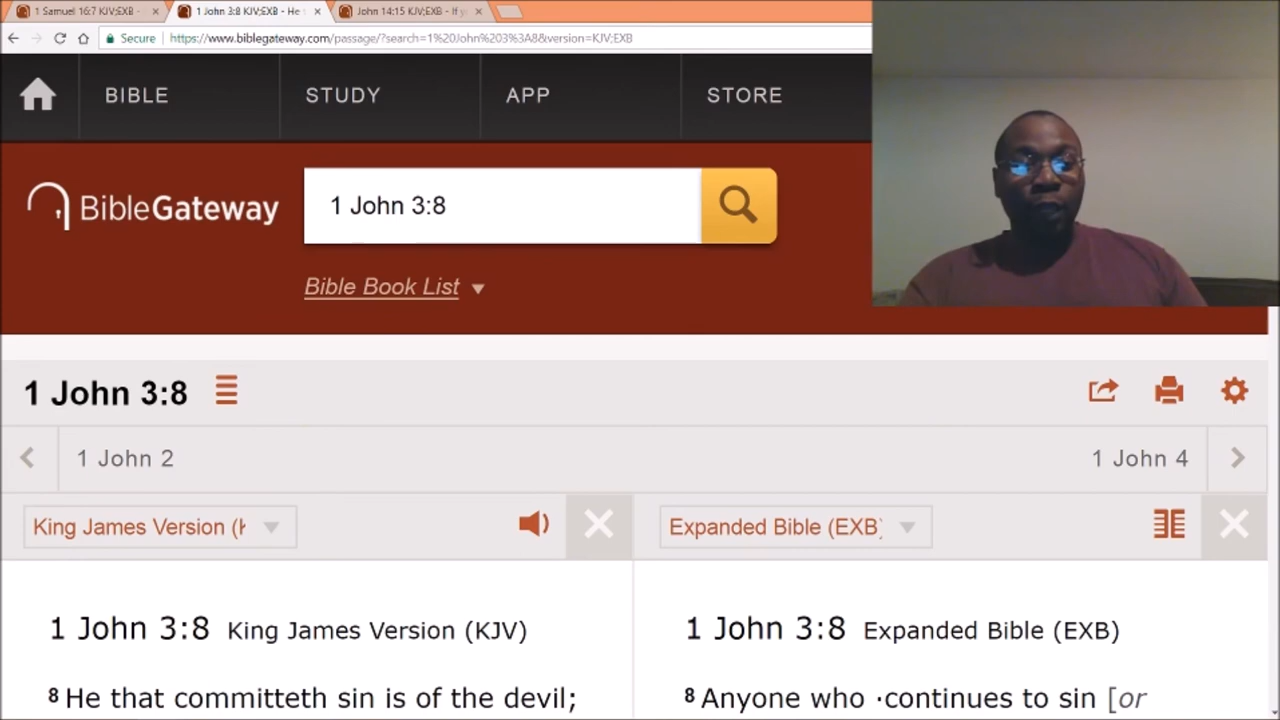 1 Samuel 16:7 KJV;EXB -
1 John 3:8 KJV;EXB - He
John 14:15 KJV;EXB - If
Secure
https://www.biblegateway.com/passage/?search=1%20John%203%3A8&version=KJV;EXB
BIBLE
STUDY
APP
STORE
BibleGateway
1 John 3:8
Bible Book List
1 John 3:8
1 John 2
1 John 4
King James Version (
Expanded Bible (EXB)
1 John 3:8 King James Version (KJV)
1 John 3:8 Expanded Bible (EXB)
8 He that committeth sin is of the devil;
8 Anyone who ·continues to sin [or